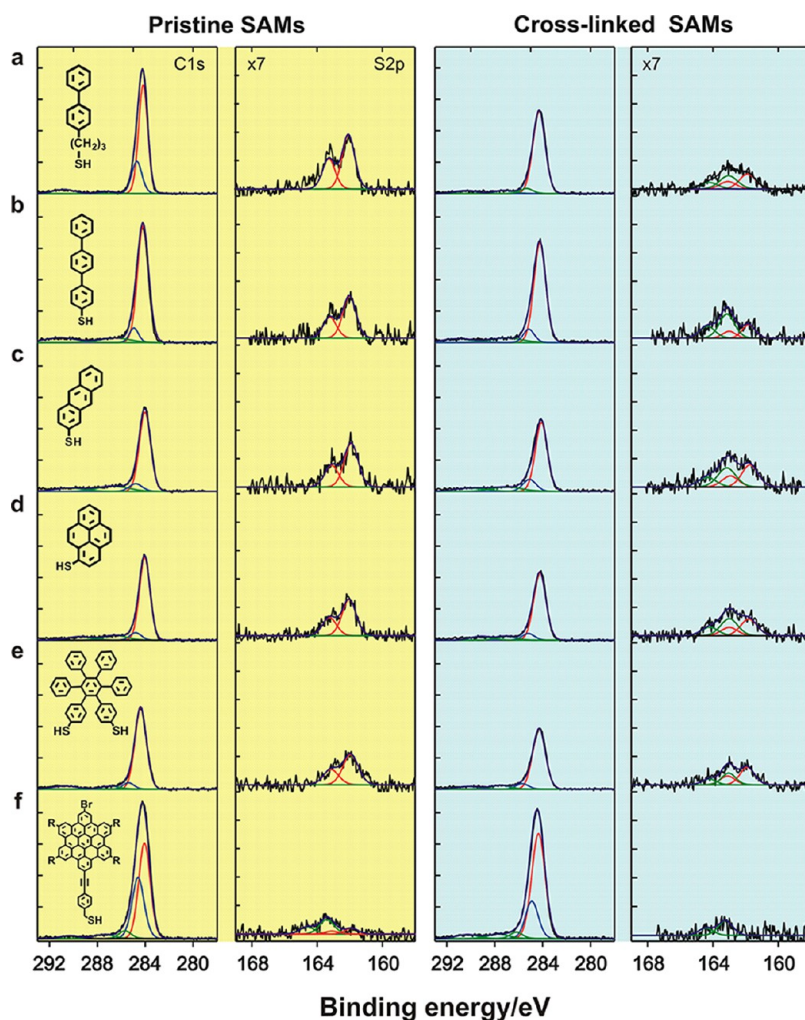 Pristine SAMs Cross-linked SAMs
a C1s x7 S2p x7
(CH₂)₃
SH
b
SH
c
SH
d
HS
e
HS SH
f
Br
R R
R R
SH
292 288 284 280 168 164 160 292 288 284 280 168 164 160
Binding energy/eV